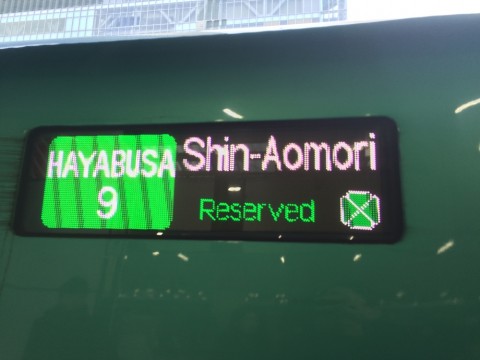 HAYABUSA
9
Shin-Aomori
Reserved